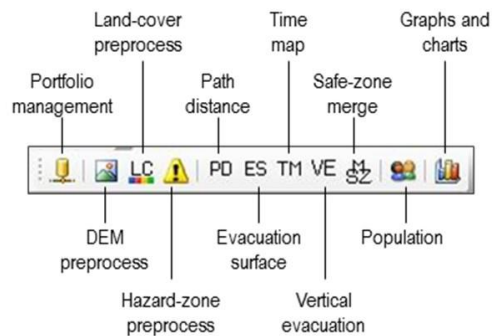 Land-cover
preprocess
Time
map
Graphs and
charts
Portfolio
management
Path
distance
Safe-zone
merge
LC PD ES TM VE M
SZ
DEM
preprocess
Evacuation
surface
Population
Hazard-zone
preprocess
Vertical
evacuation